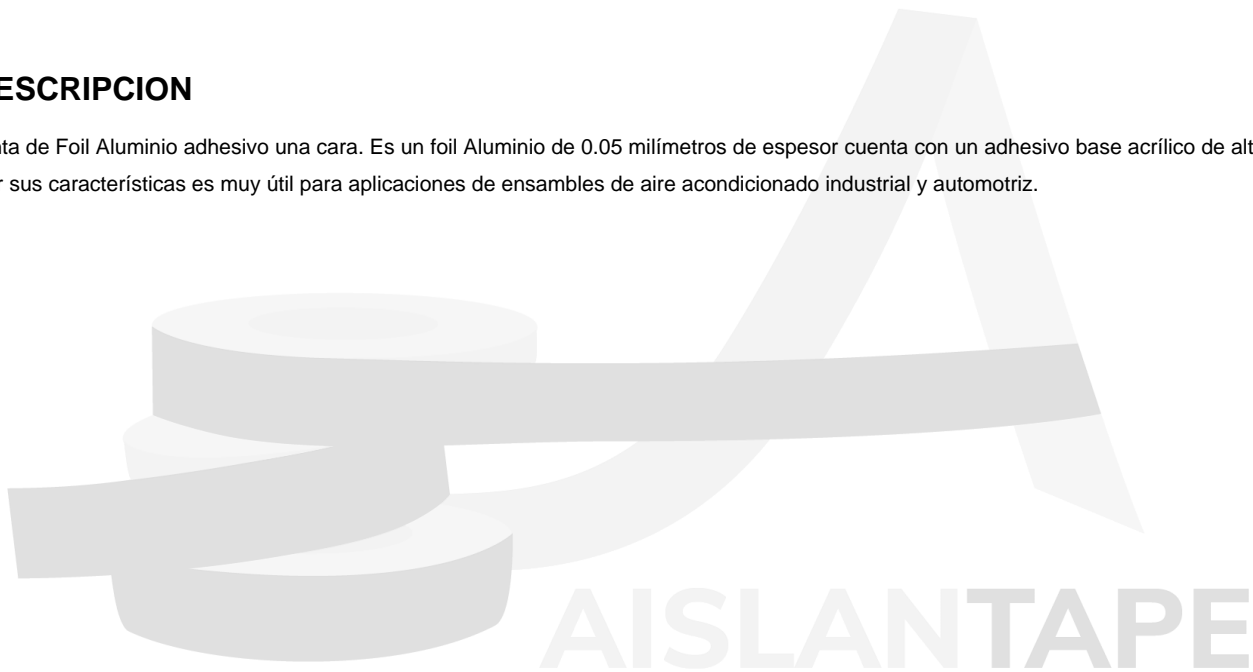 ESCRIPCION
ta de Foil Aluminio adhesivo una cara. Es un foil Aluminio de 0.05 milímetros de espesor cuenta con un adhesivo base acrílico de alt
r sus características es muy útil para aplicaciones de ensambles de aire acondicionado industrial y automotriz.
AISLANTAPE